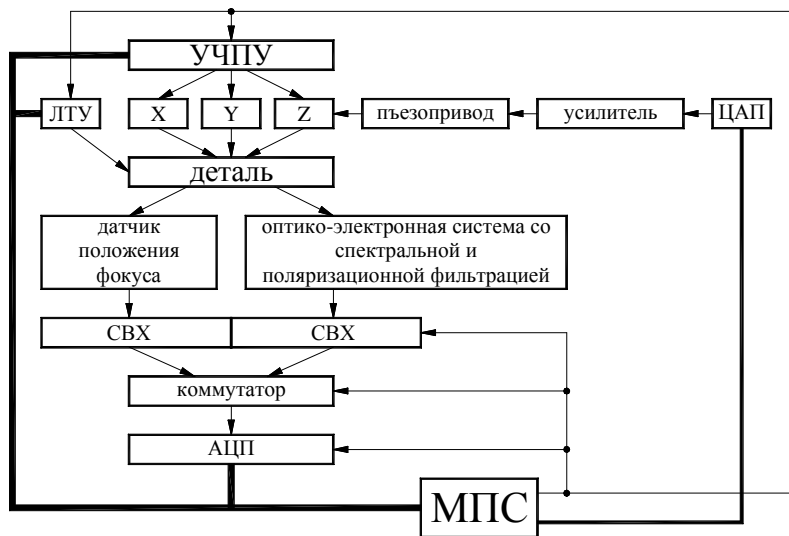 УЧПУ
ЛТУ
X
Y
Z
пъезопривод
усилитель
ЦАП
деталь
датчик
положения
фокуса
оптико-электронная система со
спектральной и
поляризационной фильтрацией
СВХ
СВХ
коммутатор
АЦП
МПС